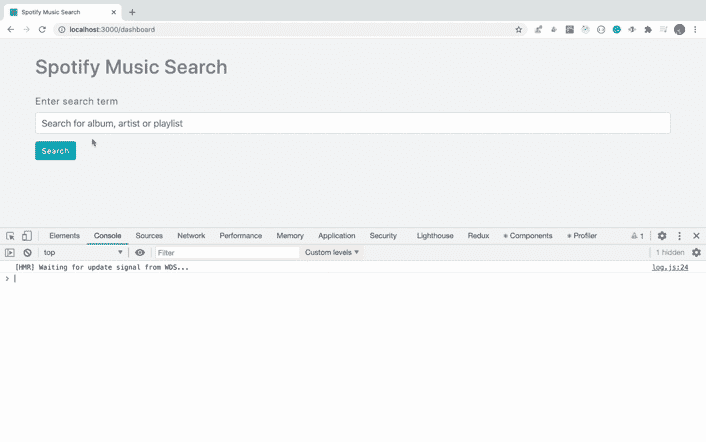 Spotify Music Search
localhost:3000/dashboard
Spotify Music Search
Enter search term
Search for album, artist or playlist
Search
Elements Console Sources Network Performance Memory Application Security Lighthouse Redux Components Profiler 1
top Filter Custom levels 1 hidden
[HMR] Waiting for update signal from WDS... log.js:24